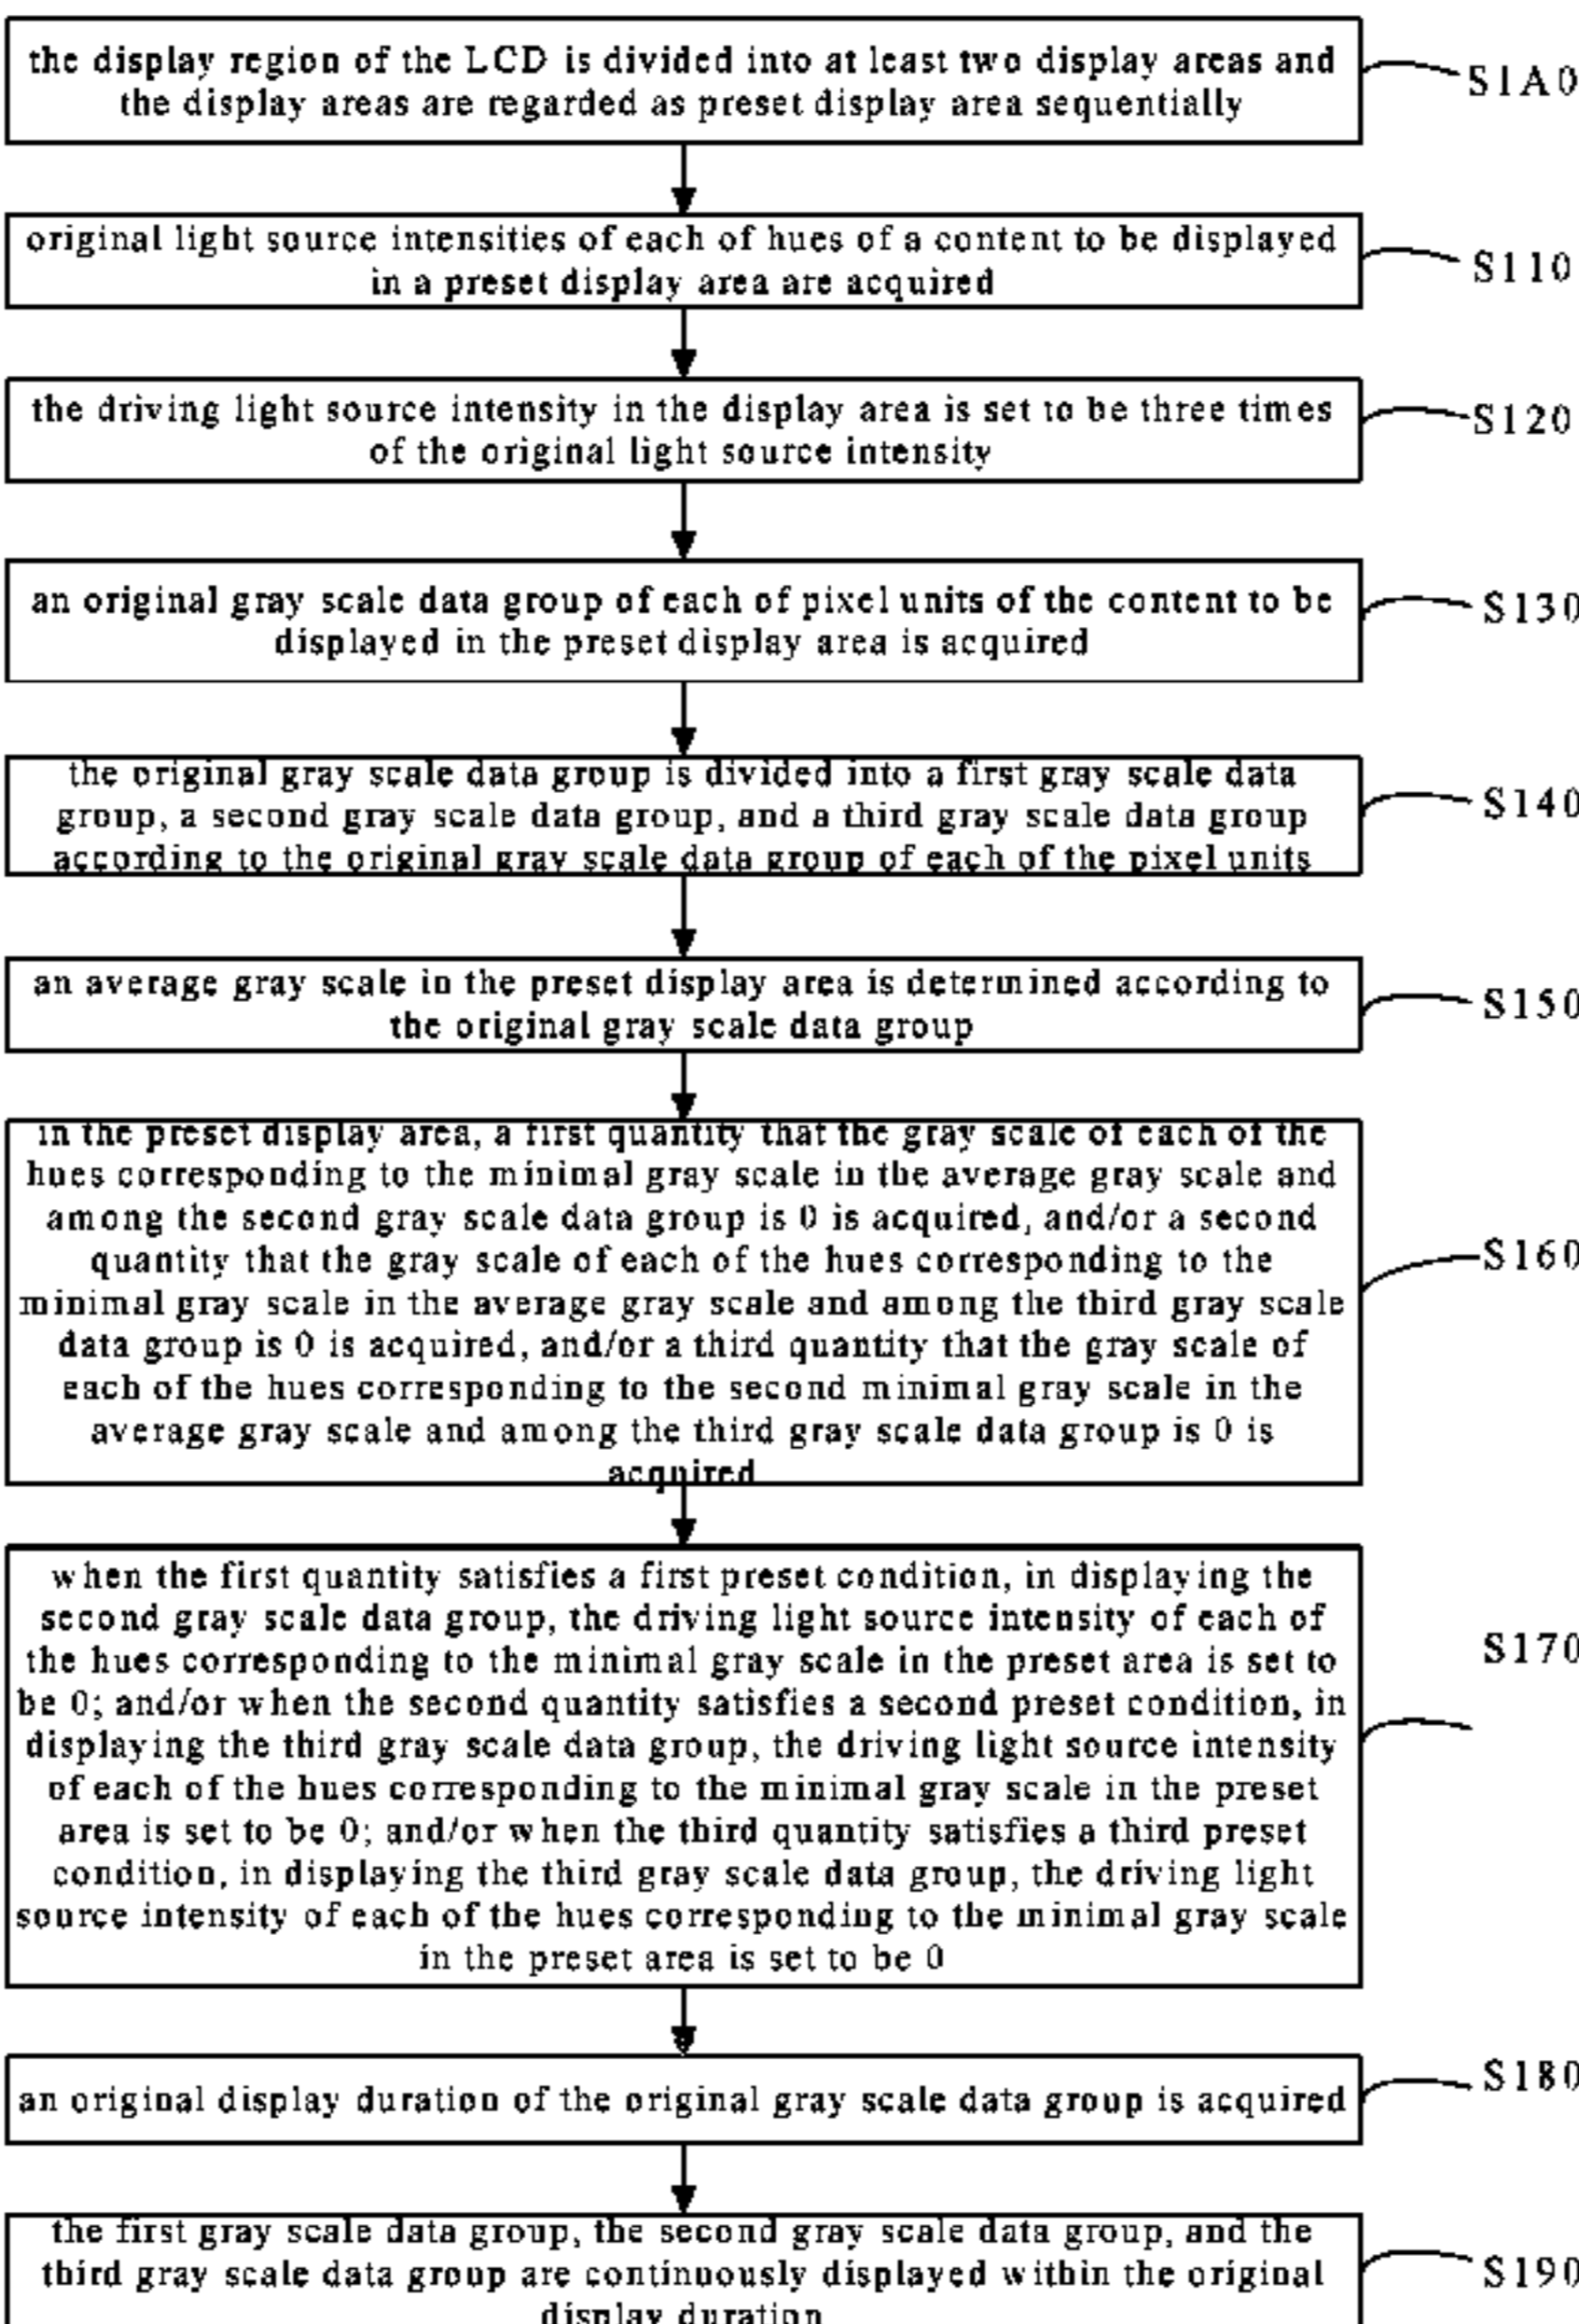 the display region of the LCD is divided into at least two display areas and
the display areas are regarded as preset display area sequentially
S1A0
original light source intensities of each of hues of a content to be displayed
in a preset display area are acquired
S110
the driving light source intensity in the display area is set to be three times
of the original light source intensity
S120
an original gray scale data group of each of pixel units of the content to be
displayed in the preset display area is acquired
S130
the original gray scale data group is divided into a first gray scale data
group, a second gray scale data group, and a third gray scale data group
according to the original gray scale data group of each of the pixel units
S140
an average gray scale in the preset display area is determined according to
the original gray scale data group
S150
in the preset display area, a first quantity that the gray scale of each of the
hues corresponding to the minimal gray scale in the average gray scale and
among the second gray scale data group is 0 is acquired, and/or a second
quantity that the gray scale of each of the hues corresponding to the
minimal gray scale in the average gray scale and among the third gray scale
data group is 0 is acquired, and/or a third quantity that the gray scale of
each of the hues corresponding to the second minimal gray scale in the
average gray scale and among the third gray scale data group is 0 is
acquired
S160
when the first quantity satisfies a first preset condition, in displaying the
second gray scale data group, the driving light source intensity of each of
the hues corresponding to the minimal gray scale in the preset area is set to
be 0; and/or when the second quantity satisfies a second preset condition, in
displaying the third gray scale data group, the driving light source intensity
of each of the hues corresponding to the minimal gray scale in the preset
area is set to be 0; and/or when the third quantity satisfies a third preset
condition, in displaying the third gray scale data group, the driving light
source intensity of each of the hues corresponding to the minimal gray scale
in the preset area is set to be 0
S170
an original display duration of the original gray scale data group is acquired
S180
the first gray scale data group, the second gray scale data group, and the
third gray scale data group are continuously displayed within the original
display duration
S190